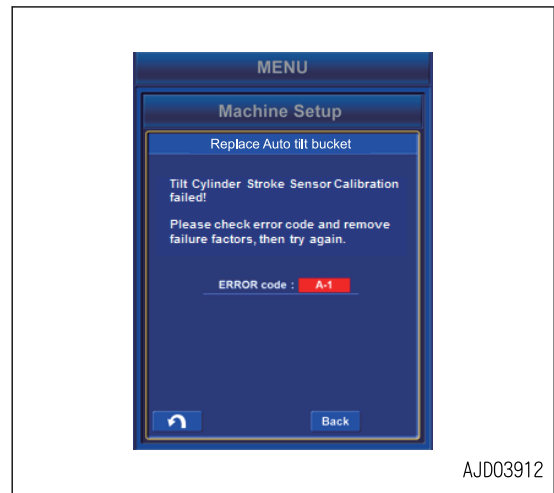 MENU
Machine Setup
Replace Auto tilt bucket
Tilt Cylinder Stroke Sensor Calibration
failed!
Please check error code and remove
failure factors, then try again.
ERROR code : A-1
Back
AJD03912